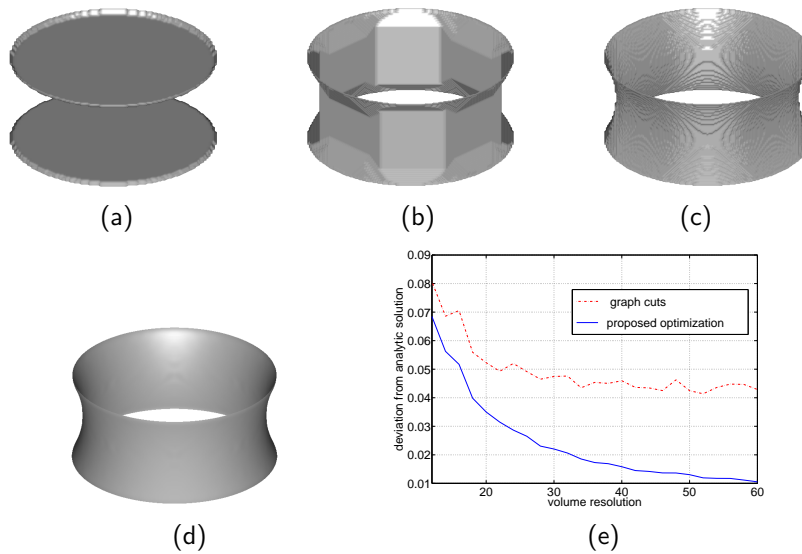 (a)
(b)
(c)
(d)
0.09
0.08
0.07
0.06
0.05
0.04
0.03
0.02
0.01
deviation from analytic solution
graph cuts
proposed optimization
20
30
40
50
60
volume resolution
(e)